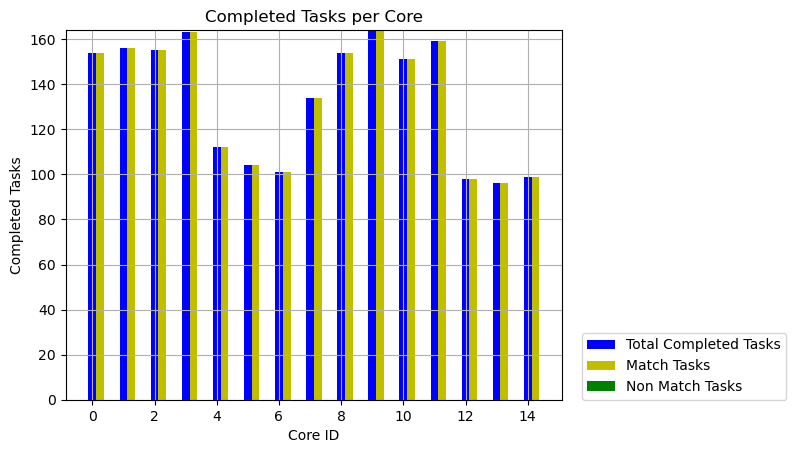 Completed Tasks per Core
Completed Tasks
160
140
120
100
80
60
40
20
0
0 2 4 6 8 10 12 14
Core ID
Total Completed Tasks
Match Tasks
Non Match Tasks